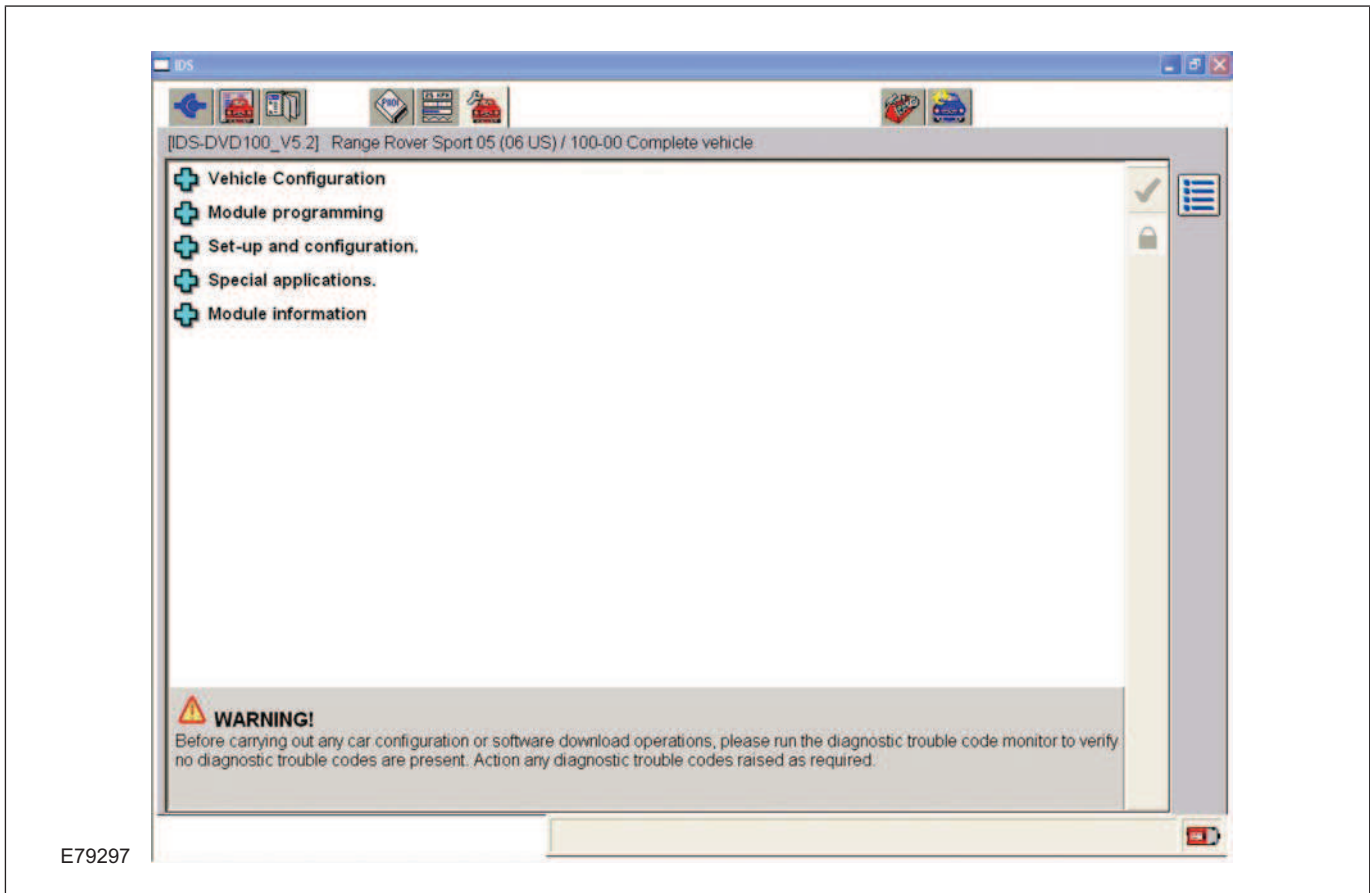 IDS
[IDS-DVD100_V5.2] Range Rover Sport 05 (06 US) / 100-00 Complete vehicle
Vehicle Configuration
Module programming
Set-up and configuration.
Special applications.
Module information
WARNING!
Before carrying out any car configuration or software download operations, please run the diagnostic trouble code monitor to verify
no diagnostic trouble codes are present. Action any diagnostic trouble codes raised as required.
E79297